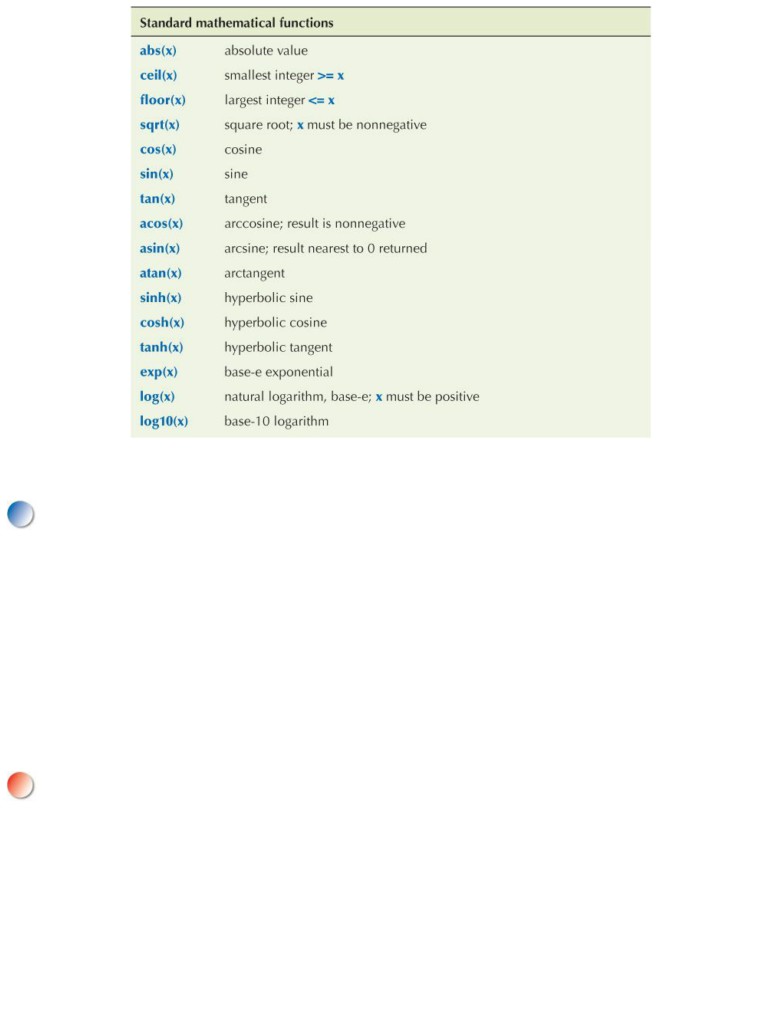 Standard mathematical functions
abs(x) absolute value
ceil(x) smallest integer >= x
floor(x) largest integer <= x
sqrt(x) square root; x must be nonnegative
cos(x) cosine
sin(x) sine
tan(x) tangent
acos(x) arccosine; result is nonnegative
asin(x) arcsine; result nearest to 0 returned
atan(x) arctangent
sinh(x) hyperbolic sine
cosh(x) hyperbolic cosine
tanh(x) hyperbolic tangent
exp(x) base-e exponential
log(x) natural logarithm, base-e; x must be positive
log10(x) base-10 logarithm